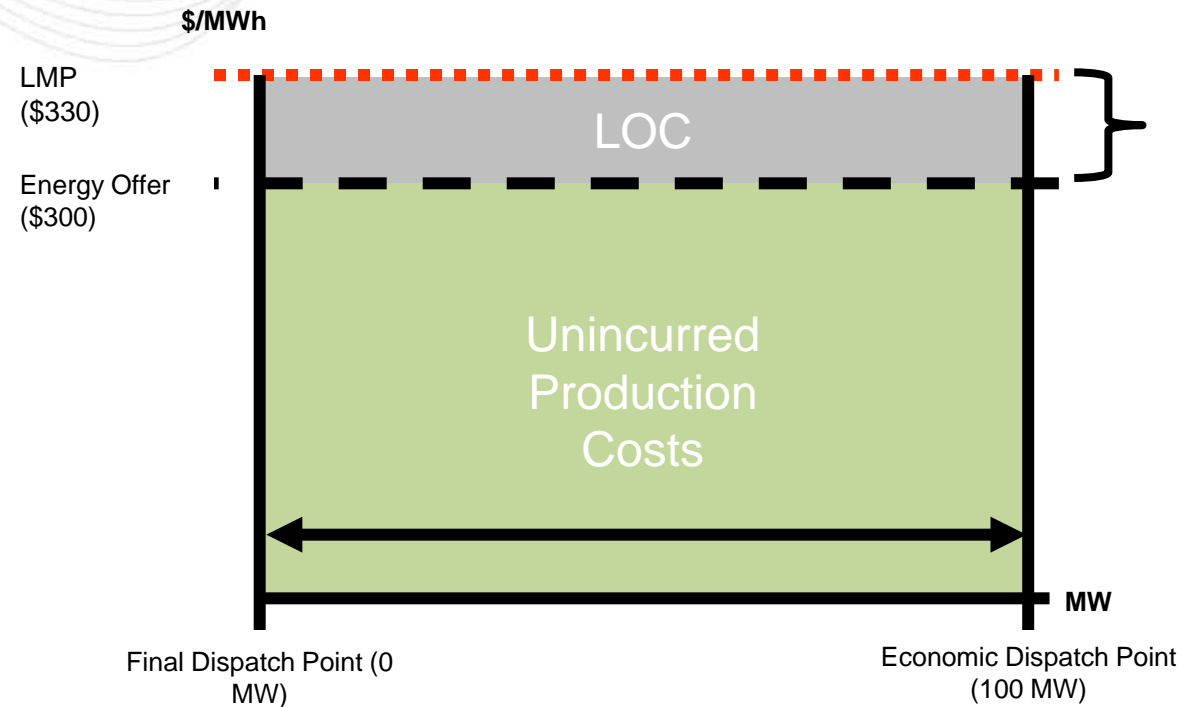 $/MWh
LMP
($330)
LOC
Energy Offer
($300)
Unincurred
Production
Costs
MW
Final Dispatch Point (0
MW)
Economic Dispatch Point
(100 MW)